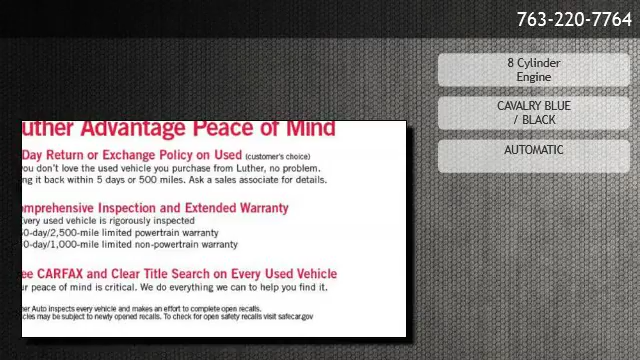 763-220-7764
8 Cylinder
Engine
CAVALRY BLUE
/ BLACK
AUTOMATIC
uther Advantage Peace of Mind
Day Return or Exchange Policy on Used (customer's choice)
you don't love the used vehicle you purchase from Luther, no problem.
ng it back within 5 days or 500 miles. Ask a sales associate for details.
mprehensive Inspection and Extended Warranty
very used vehicle is rigorously inspected
0-day/2,500-mile limited powertrain warranty
0-day/1,000-mile limited non-powertrain warranty
ee CARFAX and Clear Title Search on Every Used Vehicle
ur peace of mind is critical. We do everything we can to help you find it.
her Auto inspects every vehicle and makes an effort to complete open recalls.
icles may be subject to newly opened recalls. To check for open safety recalls visit safecar.gov